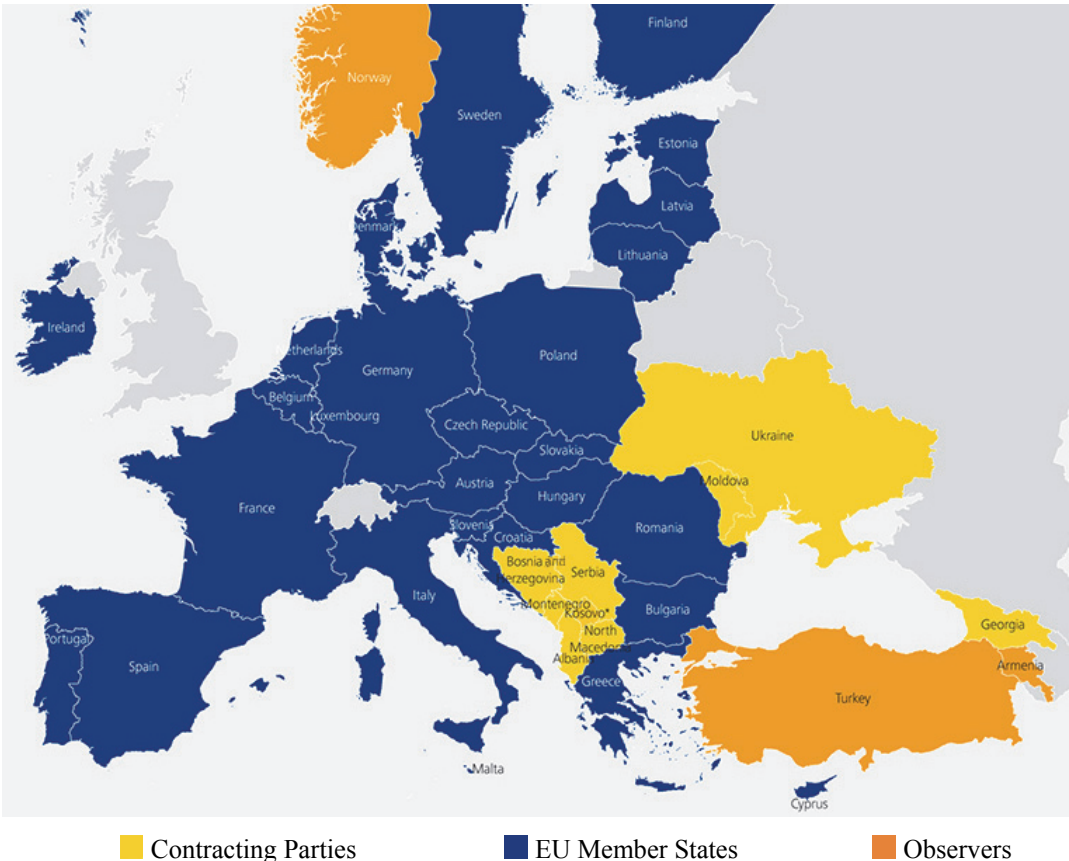 Finland
Norway
Sweden
Estonia
Latvia
Denmark
Lithuania
Ireland
Netherlands
Poland
Germany
Belgium
Luxembourg
Czech Republic
Ukraine
Slovakia
Moldova
Austria
Hungary
France
Slovenia
Romania
Croatia
Bosnia and
Herzegovina
Serbia
Italy
Montenegro
Kosovo*
Bulgaria
Georgia
North
Macedonia
Portugal
Spain
Albania
Armenia
Greece
Turkey
Malta
Cyprus
Contracting Parties
EU Member States
Observers